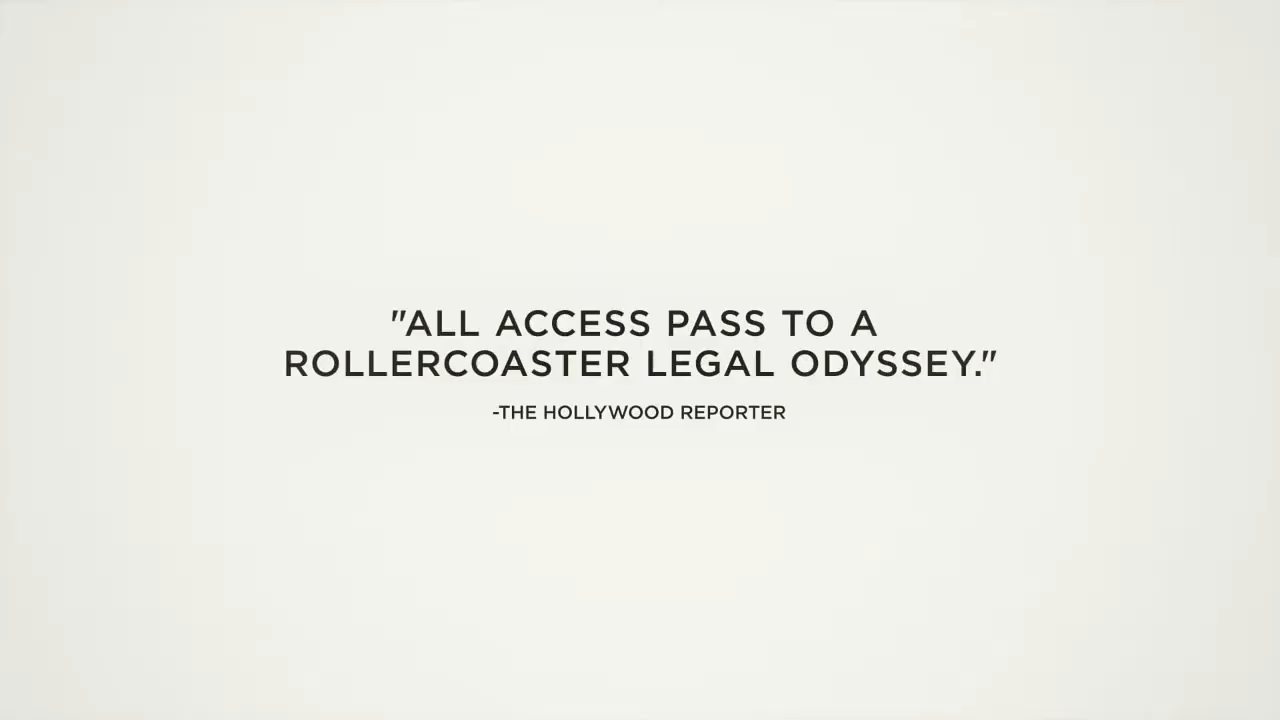 "ALL ACCESS PASS TO A
ROLLERCOASTER LEGAL ODYSSEY."
-THE HOLLYWOOD REPORTER